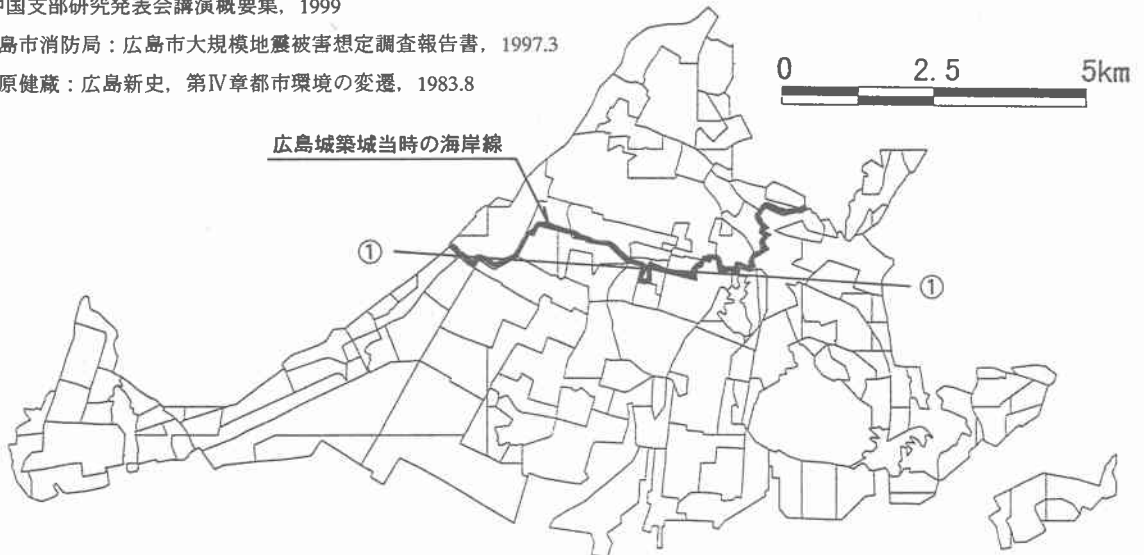 中国支部研究発表会講演概要集，1999
島市消防局：広島市大規模地震被害想定調査報告書，1997.3
原健蔵：広島新史，第Ⅳ章都市環境の変遷，1983.8
0 2.5 5km
広島城築城当時の海岸線
①
①